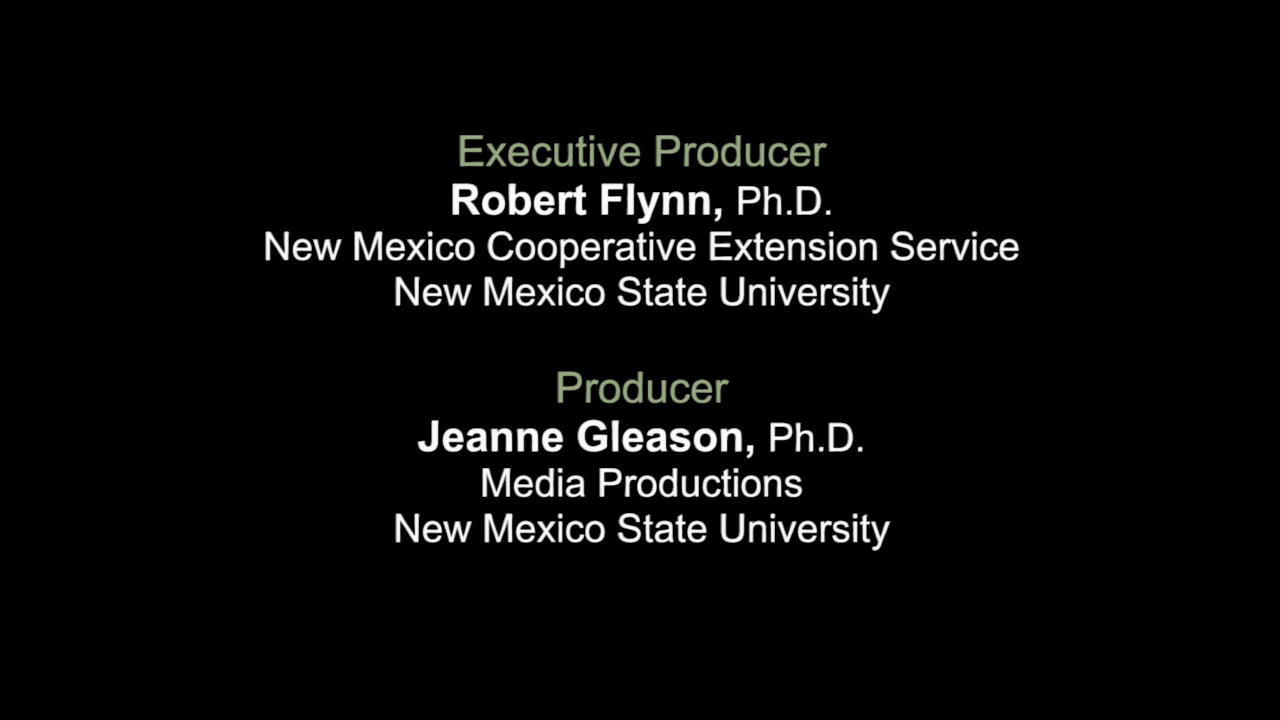 Executive Producer
Robert Flynn, Ph.D.
New Mexico Cooperative Extension Service
New Mexico State University
Producer
Jeanne Gleason, Ph.D.
Media Productions
New Mexico State University